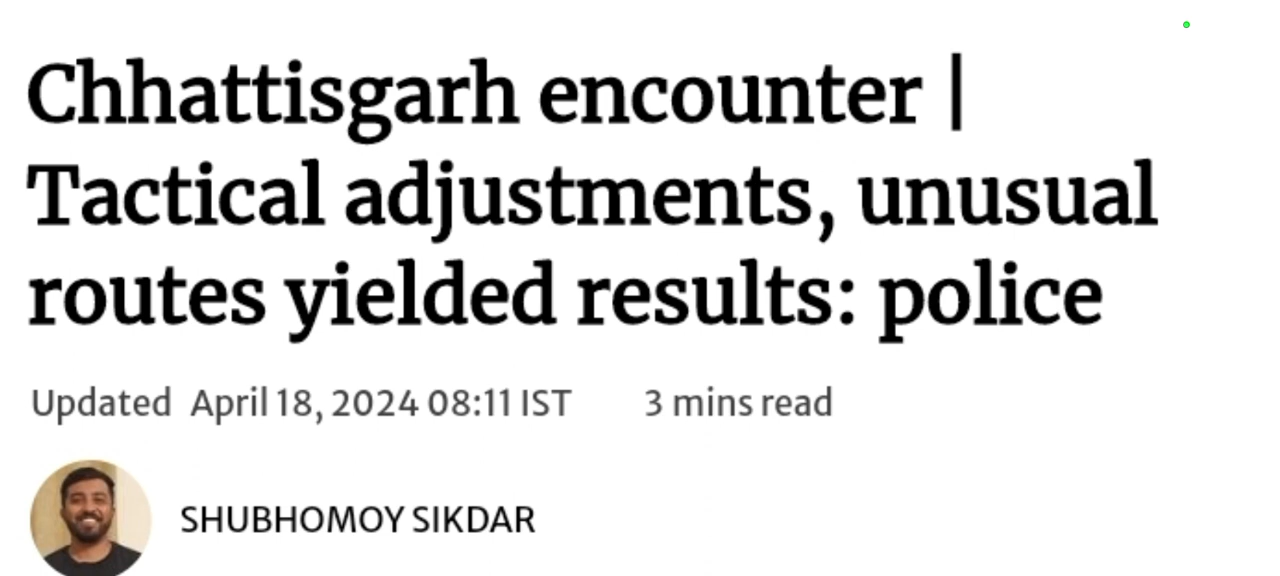 Chhattisgarh encounter |
Tactical adjustments, unusual
routes yielded results: police
Updated April 18, 2024 08:11 IST 3 mins read
SHUBHOMOY SIKDAR